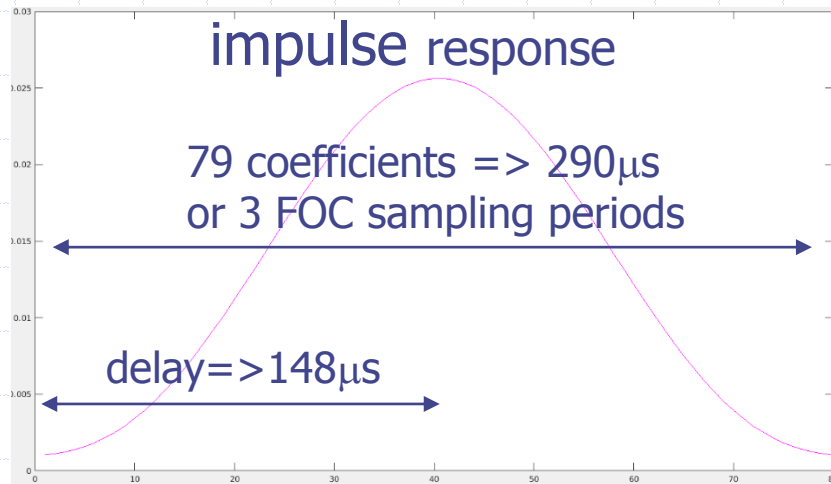 0.03
impulse response
0.025
79 coefficients => 290μs
0.02
or 3 FOC sampling periods
0.015
0.01
delay=>148μs
0.005
0
0 10 20 30 40 50 60 70